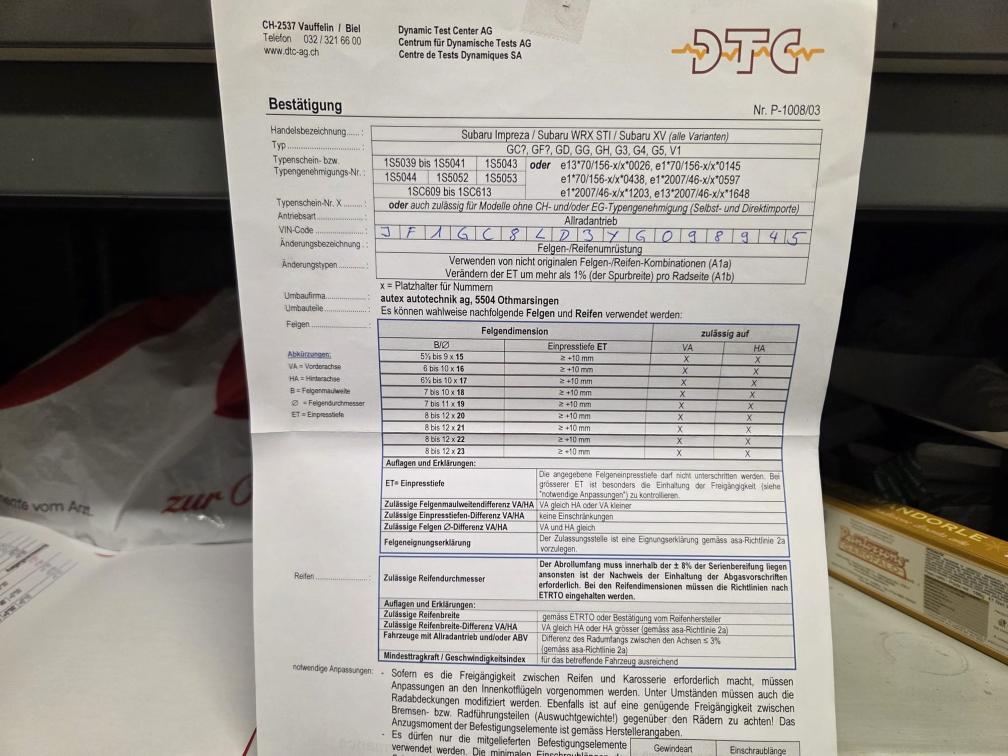 CH-2537 Vauffelin / Biel
Telefon 032 / 321 66 00
www.dtc-ag.ch
Dynamic Test Center AG
Centrum für Dynamische Tests AG
Centre de Tests Dynamiques SA
DTC
Bestätigung
Nr. P-1008/03
Handelsbezeichnung ..... : Subaru Impreza / Subaru WRX STI / Subaru XV (alle Varianten)
Typ ..... : GC?, GF?, GD, GG, GH, G3, G4, G5, V1
Typenschein- bzw.
Typengenehmigungs-Nr. :
1S5039 bis 1S5041 1S5043 oder e13*70/156-x/x*0026, e1*70/156-x/x*0145
1S5044 1S5052 1S5053 e1*70/156-x/x*0438, e1*2007/46-x/x*0597
1SC609 bis 1SC613 e1*2007/46-x/x*1203, e13*2007/46-x/x*1648
Typenschein-Nr. X ..... : oder auch zulässig für Modelle ohne CH- und/oder EG-Typengenehmigung (Selbst- und Direktimporte)
Antriebsart ..... : Allradantrieb
VIN-Code ..... : J F 1 G C 8 L D 3 Y G 0 9 8 9 4 5
Änderungsbezeichnung . : Felgen-/Reifenumrüstung
Änderungstypen ..... : Verwenden von nicht originalen Felgen-/Reifen-Kombinationen (A1a)
Verändern der ET um mehr als 1% (der Spurbreite) pro Radseite (A1b)
x = Platzhalter für Nummern
Umbaufirma ..... : autex autotechnik ag, 5504 Othmarsingen
Umbauteile ..... : Es können wahlweise nachfolgende Felgen und Reifen verwendet werden:
Felgen ..... :
Felgendimension zulässig auf
B/Ø Einpresstiefe ET VA HA
5½ bis 9 x 15 ≥ +10 mm X X
6 bis 10 x 16 ≥ +10 mm X X
6½ bis 10 x 17 ≥ +10 mm X X
7 bis 10 x 18 ≥ +10 mm X X
7 bis 11 x 19 ≥ +10 mm X X
8 bis 12 x 20 ≥ +10 mm X X
8 bis 12 x 21 ≥ +10 mm X X
8 bis 12 x 22 ≥ +10 mm X X
8 bis 12 x 23 ≥ +10 mm X X
Abkürzungen:
VA = Vorderachse
HA = Hinterachse
B = Felgenmaulweite
Ø = Felgendurchmesser
ET = Einpresstiefe
Auflagen und Erklärungen:
ET= Einpresstiefe
Die angegebene Felgeneinpresstiefe darf nicht unterschritten werden. Bei
grösserer ET ist besonders die Einhaltung der Freigängigkeit (siehe
"notwendige Anpassungen") zu kontrollieren.
Zulässige Felgenmaulweitendifferenz VA/HA VA gleich HA oder VA kleiner
Zulässige Einpresstiefen-Differenz VA/HA keine Einschränkungen
Zulässige Felgen Ø-Differenz VA/HA VA und HA gleich
Felgeneignungserklärung
Der Zulassungsstelle ist eine Eignungserklärung gemäss asa-Richtlinie 2a
vorzulegen.
Reifen ..... :
Zulässige Reifendurchmesser
Der Abrollumfang muss innerhalb der ± 8% der Serienbereifung liegen
ansonsten ist der Nachweis der Einhaltung der Abgasvorschriften
erforderlich. Bei den Reifendimensionen müssen die Richtlinien nach
ETRTO eingehalten werden.
Auflagen und Erklärungen:
Zulässige Reifenbreite gemäss ETRTO oder Bestätigung vom Reifenhersteller
Zulässige Reifenbreite-Differenz VA/HA VA gleich HA oder HA grösser (gemäss asa-Richtlinie 2a)
Fahrzeuge mit Allradantrieb und/oder ABV Differenz des Radumfangs zwischen den Achsen ≤ 3%
(gemäss asa-Richtlinie 2a)
Mindesttragkraft / Geschwindigkeitsindex für das betreffende Fahrzeug ausreichend
notwendige Anpassungen: - Sofern es die Freigängigkeit zwischen Reifen und Karosserie erforderlich macht, müssen
Anpassungen an den Innenkotflügeln vorgenommen werden. Unter Umständen müssen auch die
Radabdeckungen modifiziert werden. Ebenfalls ist auf eine genügende Freigängigkeit zwischen
Bremsen- bzw. Radführungsteilen (Auswuchtgewichte!) gegenüber den Rädern zu achten! Das
Anzugsmoment der Befestigungselemente ist gemäss Herstellerangaben.
- Es dürfen nur die mitgelieferten Befestigungselemente
verwendet werden. Die minimalen
Gewindeart Einschraublänge
vom Arzt.
zur